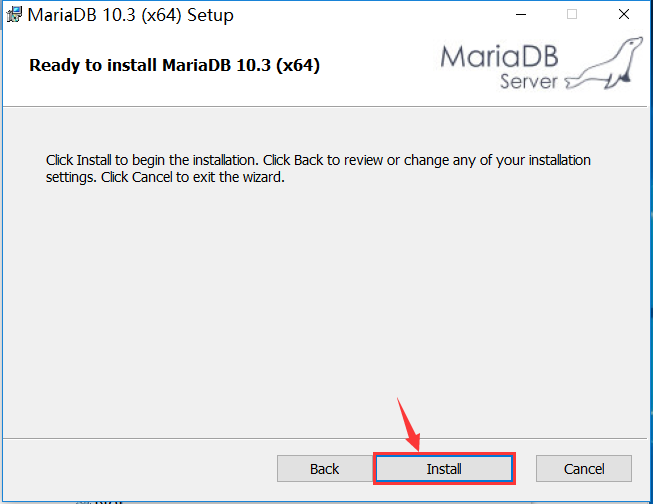 MariaDB 10.3 (x64) Setup
Ready to install MariaDB 10.3 (x64)
MariaDB
Server
Click Install to begin the installation. Click Back to review or change any of your installation
settings. Click Cancel to exit the wizard.
Back
Install
Cancel